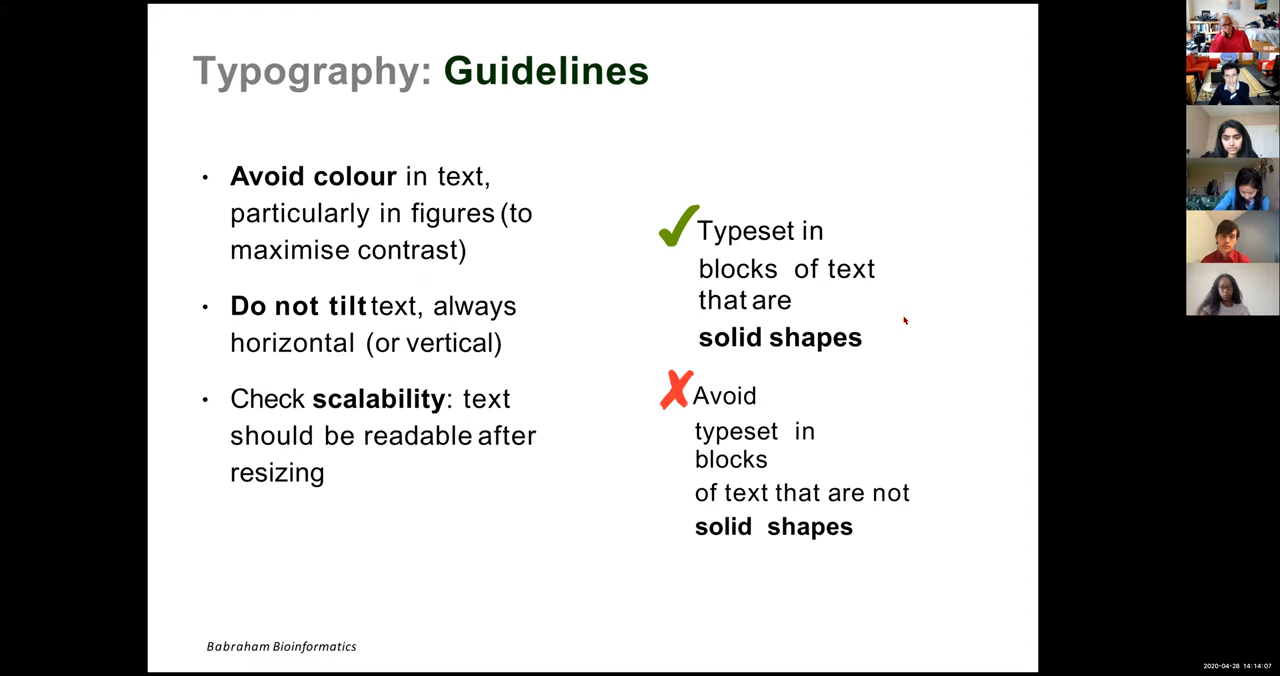 Typography: Guidelines
• Avoid colour in text,
particularly in figures (to
maximise contrast)
• Do not tilt text, always
horizontal (or vertical)
• Check scalability: text
should be readable after
resizing
✓ Typeset in
blocks of text
that are
solid shapes
✗ Avoid
typeset in
blocks
of text that are not
solid shapes
Babraham Bioinformatics
2020-04-28 14:14:07